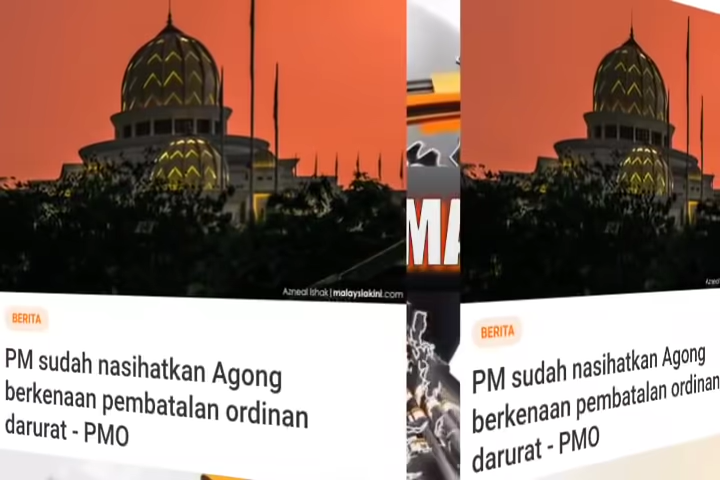 Azneal Ishak | malaysiakini.com
BERITA
PM sudah nasihatkan Agong
berkenaan pembatalan ordinan
darurat - PMO
MA
BERITA
PM sudah nasihatkan Agong
berkenaan pembatalan ordinan
darurat - PMO